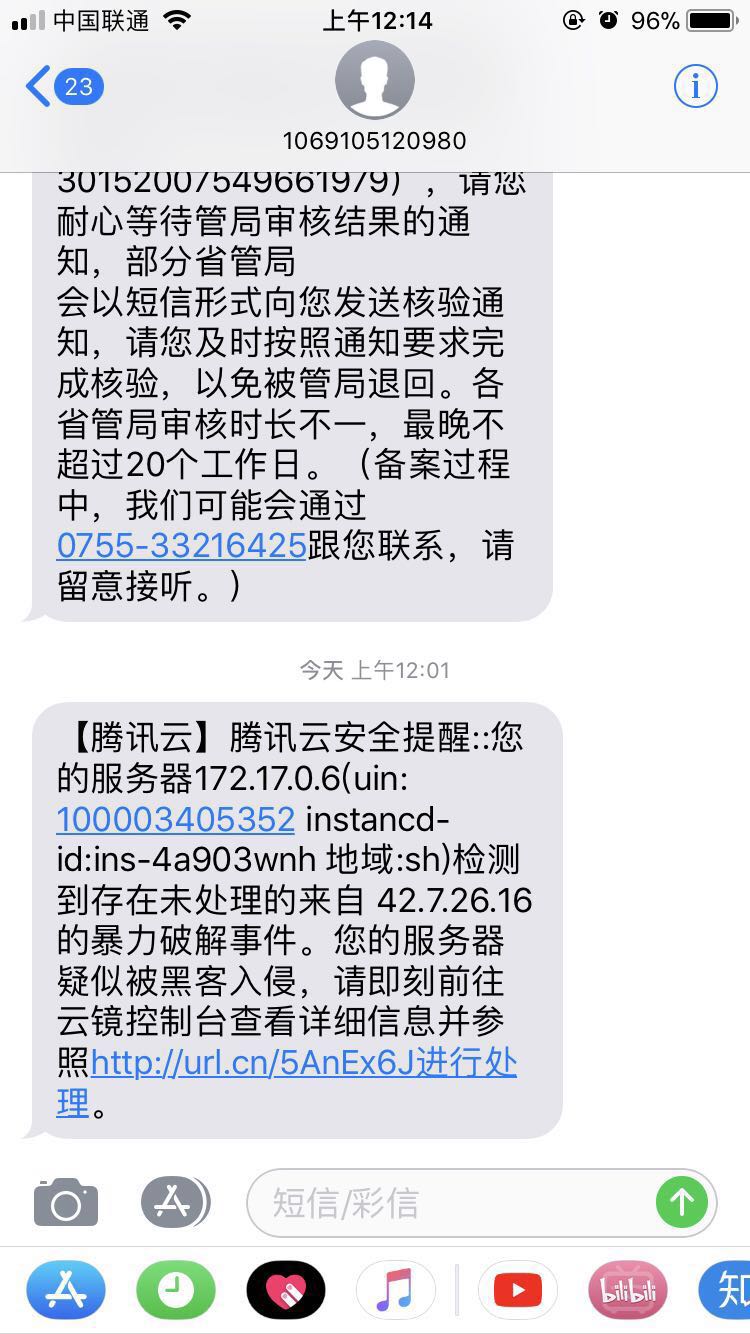 中国联通
上午12:14
96%
23
1069105120980
30152007549661979），请您
耐心等待管局审核结果的通
知，部分省管局
会以短信形式向您发送核验通
知，请您及时按照通知要求完
成核验，以免被管局退回。各
省管局审核时长不一，最晚不
超过20个工作日。（备案过程
中，我们可能会通过
0755-33216425跟您联系，请
留意接听。）
今天 上午12:01
【腾讯云】腾讯云安全提醒::您
的服务器172.17.0.6(uin:
100003405352 instancd-
id:ins-4a903wnh 地域:sh)检测
到存在未处理的来自 42.7.26.16
的暴力破解事件。您的服务器
疑似被黑客入侵，请即刻前往
云镜控制台查看详细信息并参
照http://url.cn/5AnEx6J进行处
理。
短信/彩信
bilibili
知